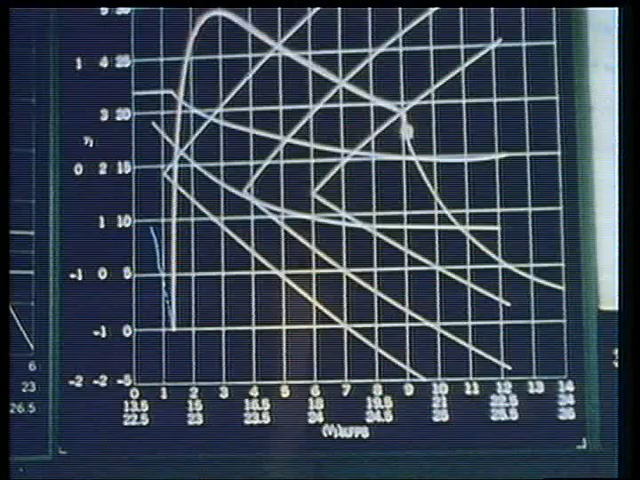 5 30
1 4 25
3 20
0 2 15
1 10
-1 0 5
-1 0
-2 -2 -5
0 1 2 3 4 5 6 7 8 9 10 11 12 13 14
13.5 15 16.5 18 19.5 21 22.5 24
22.5 23 23.5 24 24.5 25 25.5 26
6
23
26.5